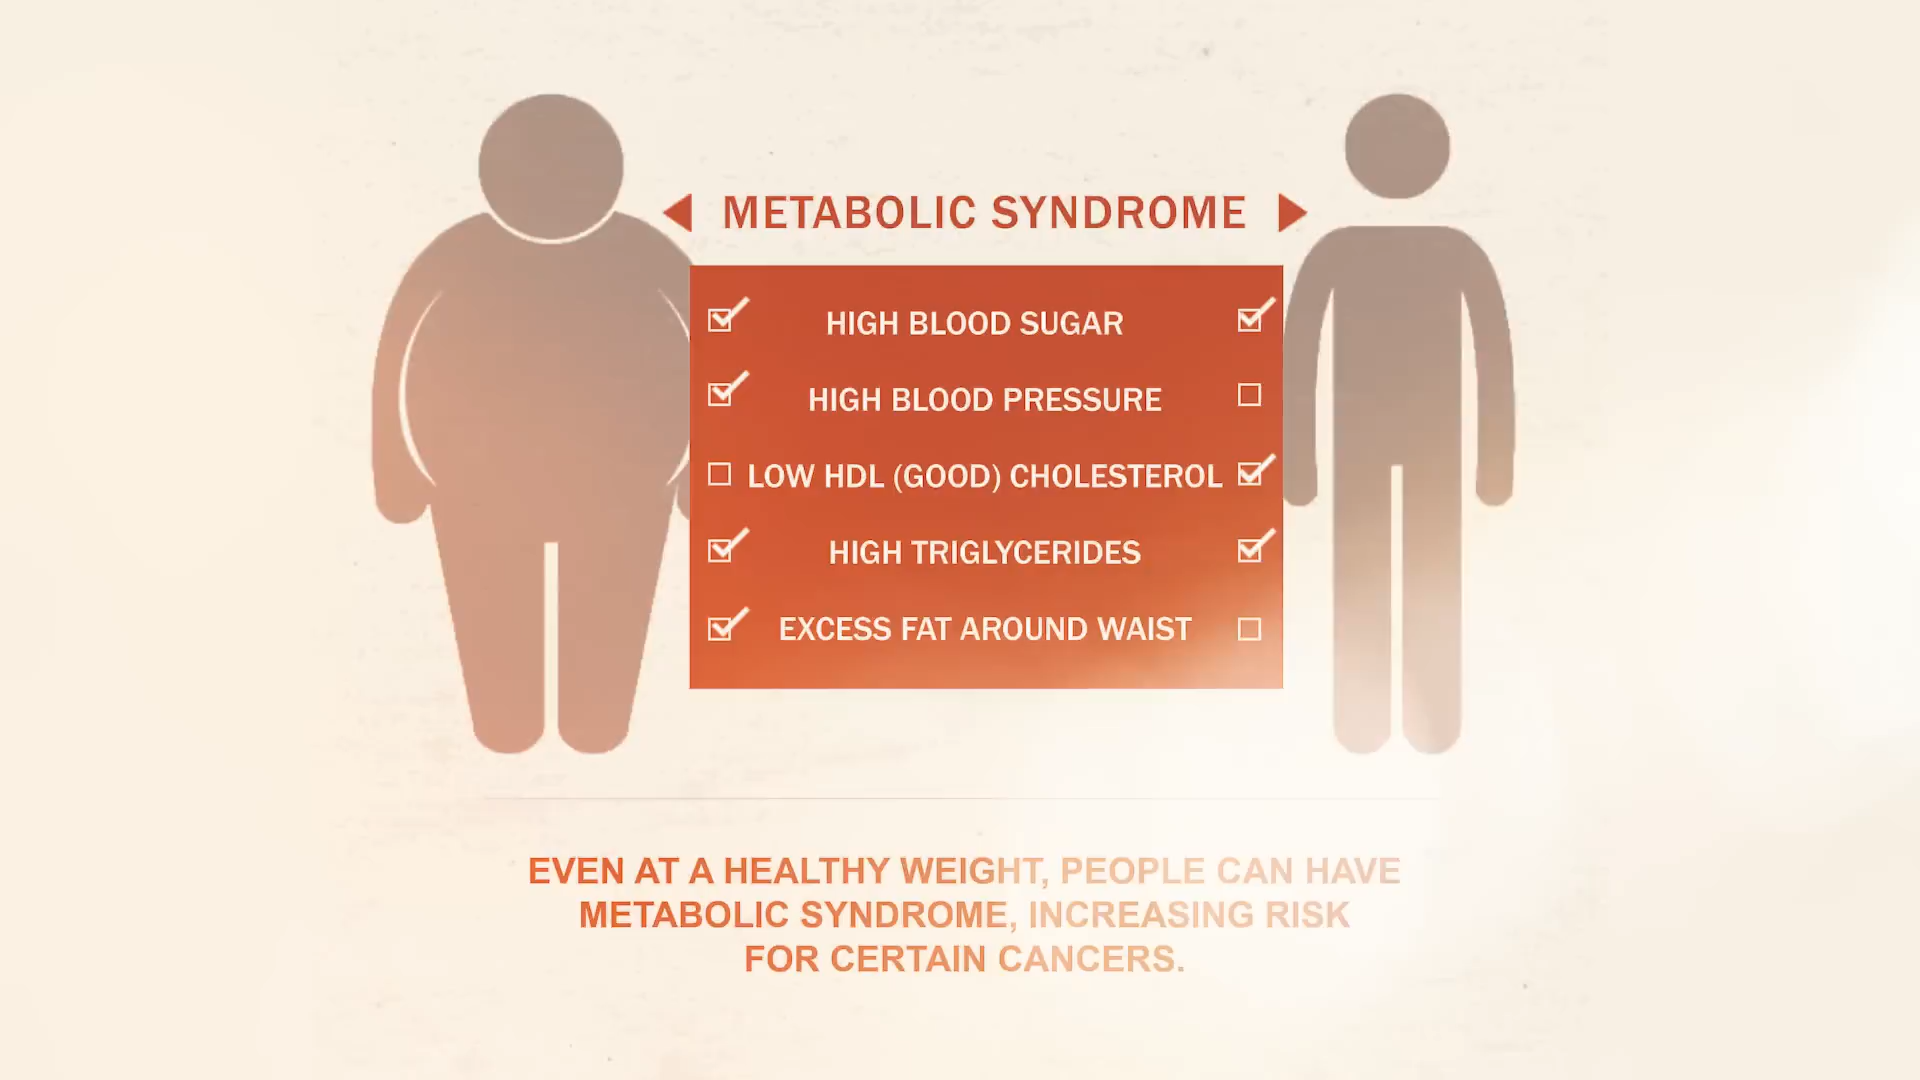 METABOLIC SYNDROME
HIGH BLOOD SUGAR
HIGH BLOOD PRESSURE
LOW HDL (GOOD) CHOLESTEROL
HIGH TRIGLYCERIDES
EXCESS FAT AROUND WAIST
EVEN AT A HEALTHY WEIGHT, PEOPLE CAN HAVE
METABOLIC SYNDROME, INCREASING RISK
FOR CERTAIN CANCERS.